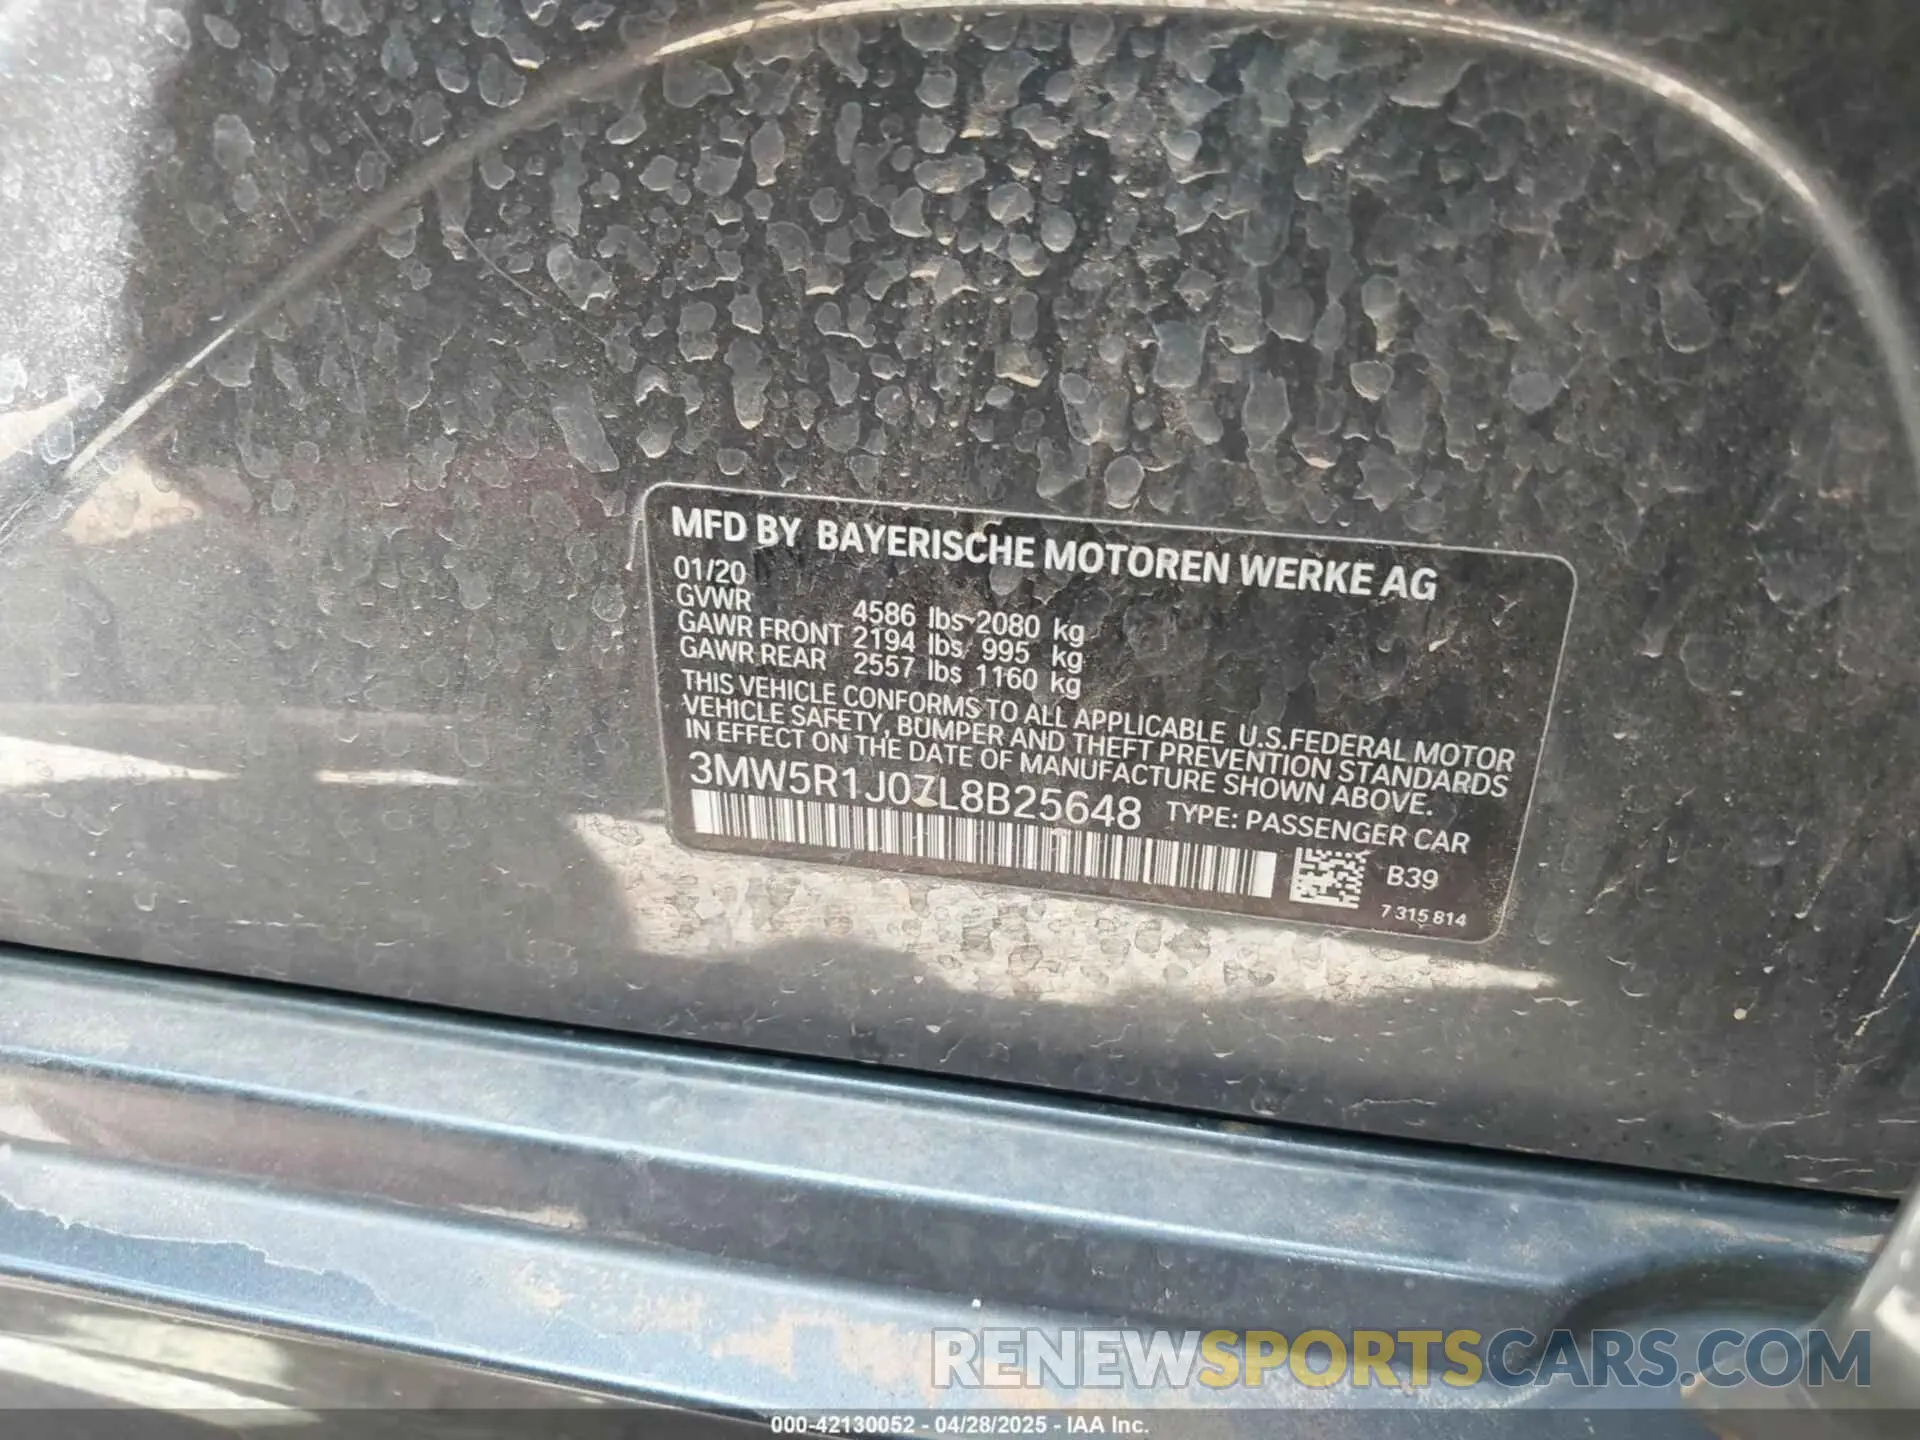 MFD BY BAYERISCHE MOTOREN WERKE AG
01/20
GVWR 4586 lbs 2080 kg
GAWR FRONT 2194 lbs 995 kg
GAWR REAR 2557 lbs 1160 kg
THIS VEHICLE CONFORMS TO ALL APPLICABLE U.S.FEDERAL MOTOR
VEHICLE SAFETY, BUMPER AND THEFT PREVENTION STANDARDS
IN EFFECT ON THE DATE OF MANUFACTURE SHOWN ABOVE.
3MW5R1J07L8B25648 TYPE: PASSENGER CAR
B39
7 315 814
RENEWSPORTSCARS.COM
000-42130052 - 04/28/2025 - IAA Inc.